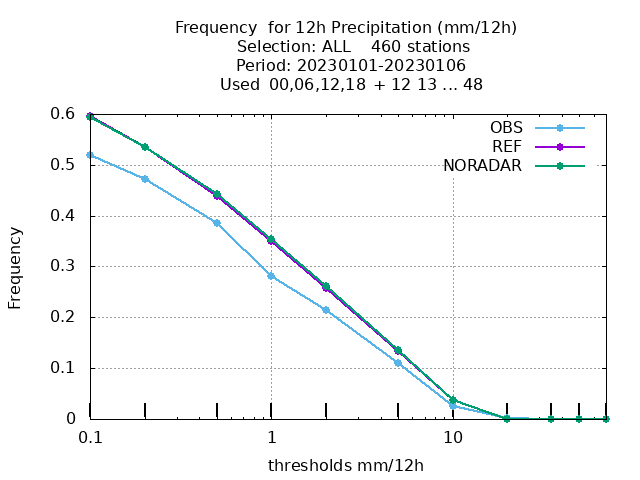 Frequency  for 12h Precipitation (mm/12h)
Selection: ALL    460 stations
Period: 20230101-20230106
Used  00,06,12,18  + 12 13 ... 48
OBS
REF
NORADAR
0.6
0.5
0.4
0.3
0.2
0.1
0
Frequency
0.1
1
10
thresholds mm/12h